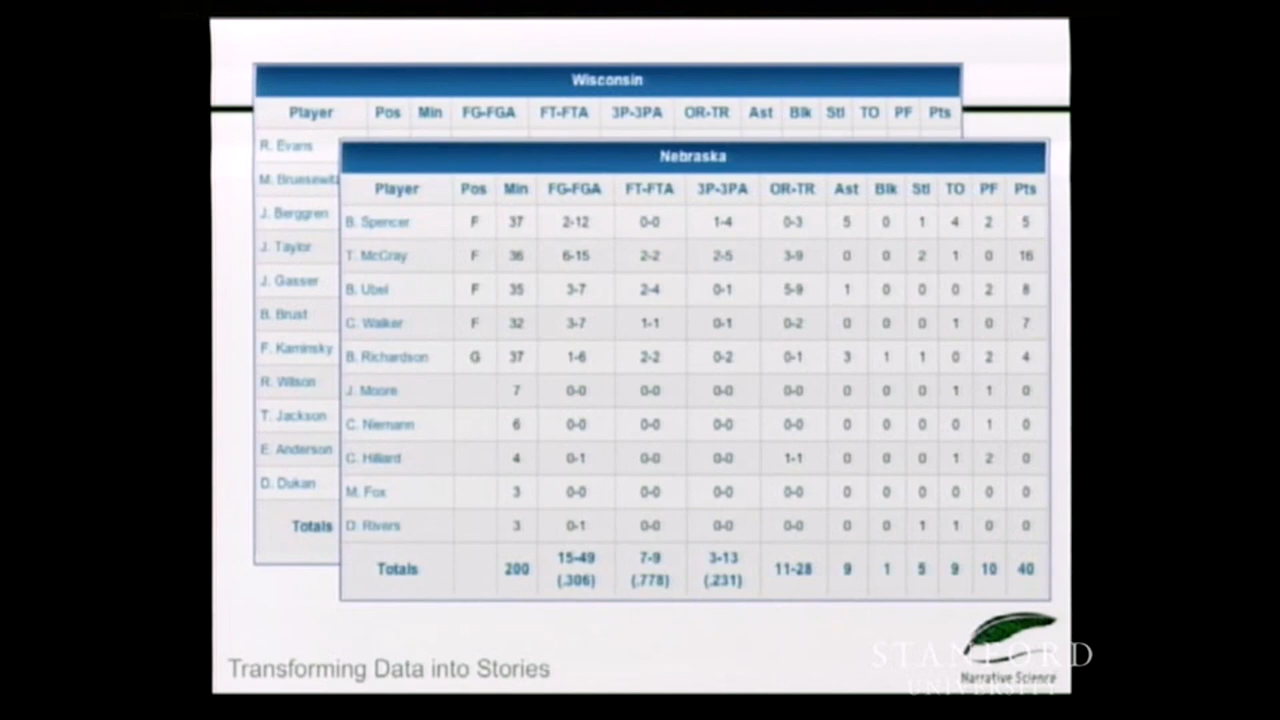 Wisconsin
Player Pos Min FG-FGA FT-FTA 3P-3PA OR-TR Ast Blk Stl TO PF Pts
R. Evans
M. Bruesewitz
J. Berggren
J. Taylor
J. Gasser
B. Brust
F. Kaminsky
R. Wilson
T. Jackson
E. Anderson
D. Dukan
Totals
Nebraska
Player Pos Min FG-FGA FT-FTA 3P-3PA OR-TR Ast Blk Stl TO PF Pts
B. Spencer F 37 2-12 0-0 1-4 0-3 5 0 1 4 2 5
T. McCray F 36 6-15 2-2 2-5 3-9 0 0 2 1 0 16
B. Ubel F 35 3-7 2-4 0-1 5-9 1 0 0 0 2 8
C. Walker F 32 3-7 1-1 0-1 0-2 0 0 0 1 0 7
B. Richardson G 37 1-6 2-2 0-2 0-1 3 1 1 0 2 4
J. Moore 7 0-0 0-0 0-0 0-0 0 0 0 1 1 0
C. Niemann 6 0-0 0-0 0-0 0-0 0 0 0 0 1 0
C. Hilliard 4 0-1 0-0 0-0 1-1 0 0 0 1 2 0
M. Fox 3 0-0 0-0 0-0 0-0 0 0 0 0 0 0
D. Rivers 3 0-1 0-0 0-0 0-0 0 0 1 1 0 0
Totals 200 15-49 (.306) 7-9 (.778) 3-13 (.231) 11-28 9 1 5 9 10 40
Transforming Data into Stories
Narrative Science
STANFORD
UNIVERSITY